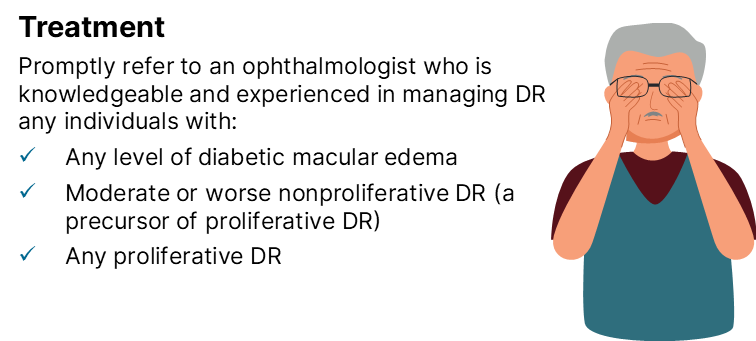 Treatment
Promptly refer to an ophthalmologist who is
knowledgeable and experienced in managing DR
any individuals with:
✓ Any level of diabetic macular edema
✓ Moderate or worse nonproliferative DR (a
precursor of proliferative DR)
✓ Any proliferative DR